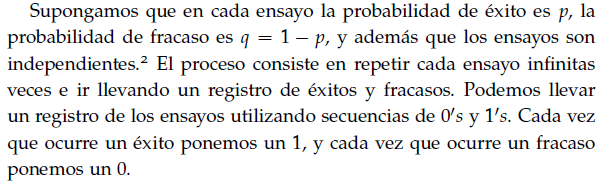 Supongamos que en cada ensayo la probabilidad de éxito es p, la
probabilidad de fracaso es q = 1 − p, y además que los ensayos son
independientes.² El proceso consiste en repetir cada ensayo infinitas
veces e ir llevando un registro de éxitos y fracasos. Podemos llevar
un registro de los ensayos utilizando secuencias de 0's y 1's. Cada vez
que ocurre un éxito ponemos un 1, y cada vez que ocurre un fracaso
ponemos un 0.